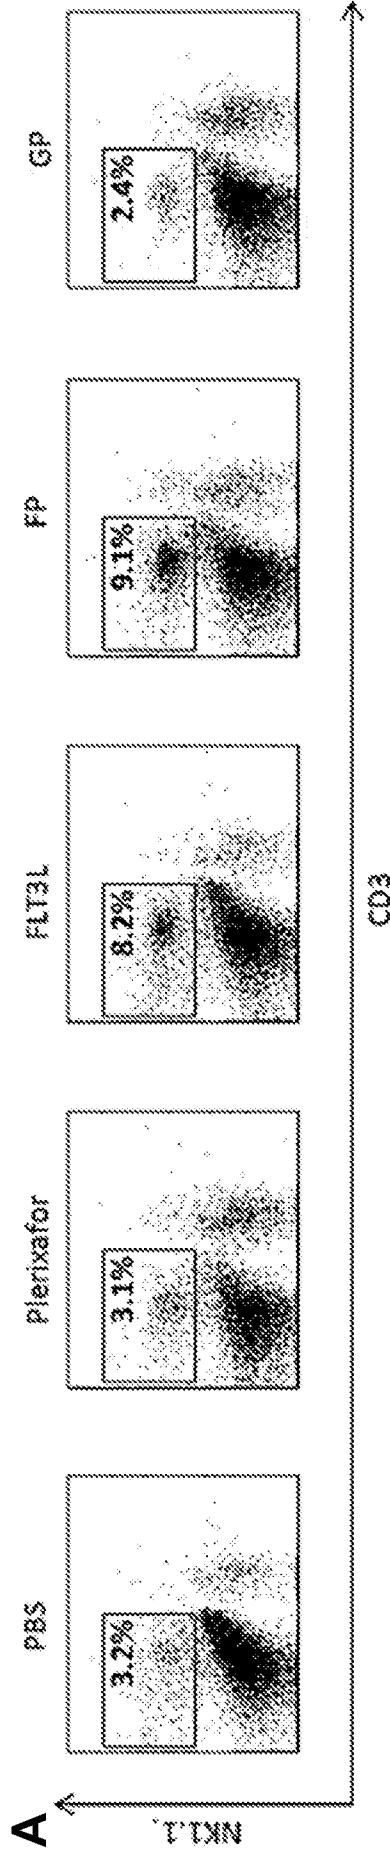 A
PBS
Plerixafor
FLT3L
FP
GP
3.2%
3.1%
8.2%
9.1%
2.4%
NK1.1.
CD3